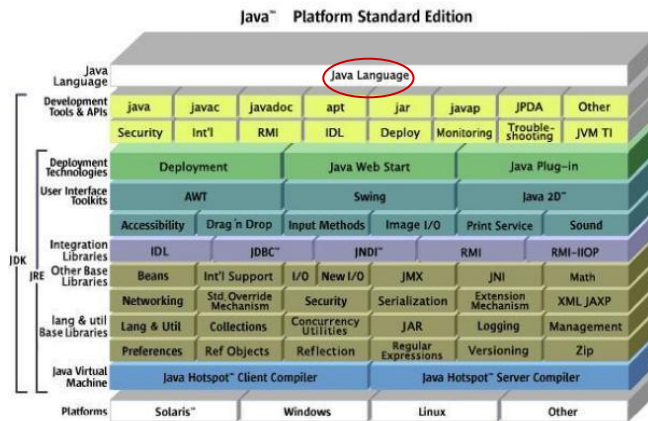 Java™ Platform Standard Edition
Java Language
Java Language
Development Tools & APIs
java javac javadoc apt jar javap JPDA Other
Security Int'l RMI IDL Deploy Monitoring Trouble-shooting JVM TI
Deployment Technologies
Deployment Java Web Start Java Plug-in
User Interface Toolkits
AWT Swing Java 2D™
Accessibility Drag'n Drop Input Methods Image I/O Print Service Sound
Integration Libraries
IDL JDBC™ JNDI™ RMI RMI-IIOP
Other Base Libraries
Beans Int'l Support I/O New I/O JMX JNI Math
Networking Std. Override Mechanism Security Serialization Extension Mechanism XML JAXP
lang & util Base Libraries
Lang & Util Collections Concurrency Utilities JAR Logging Management
Preferences Ref Objects Reflection Regular Expressions Versioning Zip
Java Virtual Machine
Java Hotspot™ Client Compiler Java Hotspot™ Server Compiler
Platforms
Solaris™ Windows Linux Other
JDK
JRE